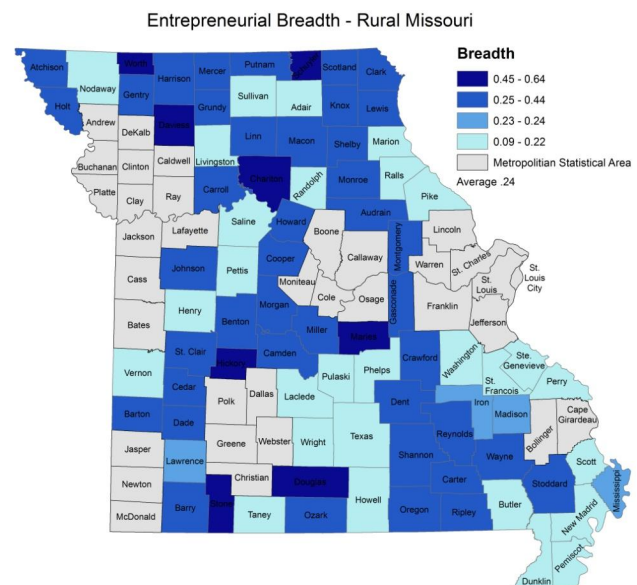 Entrepreneurial Breadth - Rural Missouri
Breadth
0.45 - 0.64
0.25 - 0.44
0.23 - 0.24
0.09 - 0.22
Metropolitan Statistical Area
Average .24
Atchison
Nodaway
Worth
Harrison
Mercer
Putnam
Schuyler
Scotland
Clark
Holt
Gentry
Grundy
Sullivan
Adair
Knox
Lewis
Andrew
DeKalb
Daviess
Linn
Macon
Shelby
Marion
Buchanan
Clinton
Caldwell
Livingston
Chariton
Randolph
Monroe
Ralls
Platte
Clay
Ray
Carroll
Pike
Saline
Howard
Boone
Audrain
Lincoln
Jackson
Lafayette
Cooper
Callaway
Montgomery
Warren
St. Charles
St.
Louis
City
St.
Louis
Cass
Johnson
Pettis
Moniteau
Cole
Osage
Gasconade
Franklin
Jefferson
Bates
Henry
Benton
Morgan
Miller
Maries
Vernon
St. Clair
Hickory
Camden
Pulaski
Phelps
Crawford
Washington
Ste.
Genevieve
St.
Francois
Perry
Barton
Cedar
Dade
Polk
Dallas
Laclede
Texas
Dent
Iron
Madison
Reynolds
Bollinger
Cape
Girardeau
Jasper
Lawrence
Greene
Webster
Wright
Shannon
Wayne
Scott
Newton
Christian
Douglas
Howell
Carter
Stoddard
Mississippi
McDonald
Barry
Stone
Taney
Ozark
Oregon
Ripley
Butler
New Madrid
Pemiscot
Dunklin